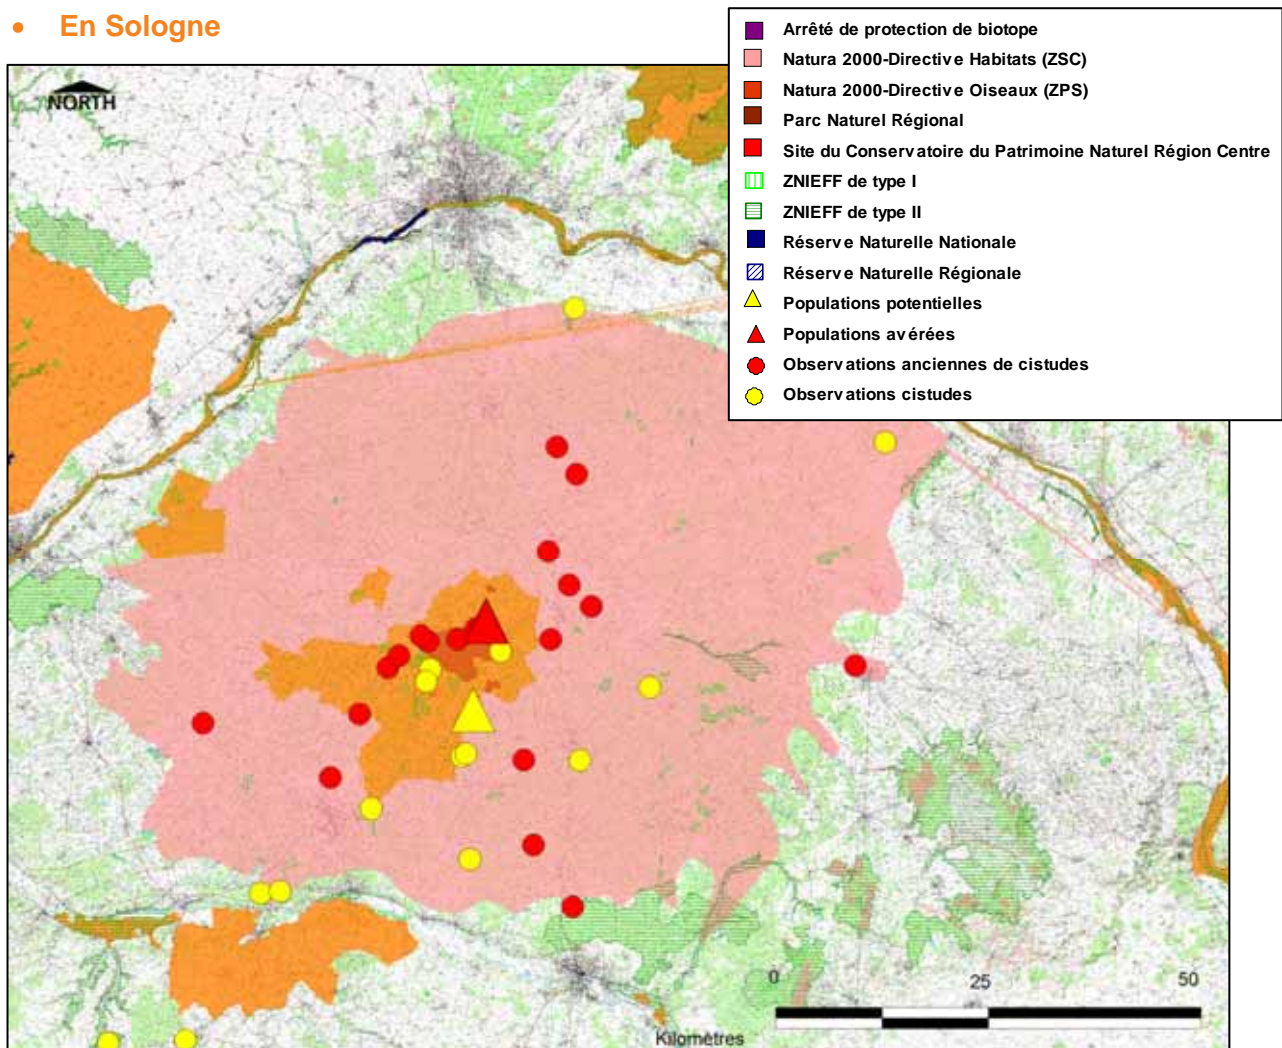 • En Sologne
Arrêté de protection de biotope
Natura 2000-Directive Habitats (ZSC)
Natura 2000-Directive Oiseaux (ZPS)
Parc Naturel Régional
Site du Conservatoire du Patrimoine Naturel Région Centre
ZNIEFF de type I
ZNIEFF de type II
Réserve Naturelle Nationale
Réserve Naturelle Régionale
Populations potentielles
Populations avérées
Observations anciennes de cistudes
Observations cistudes
NORTH
0 25 50
Kilomètres